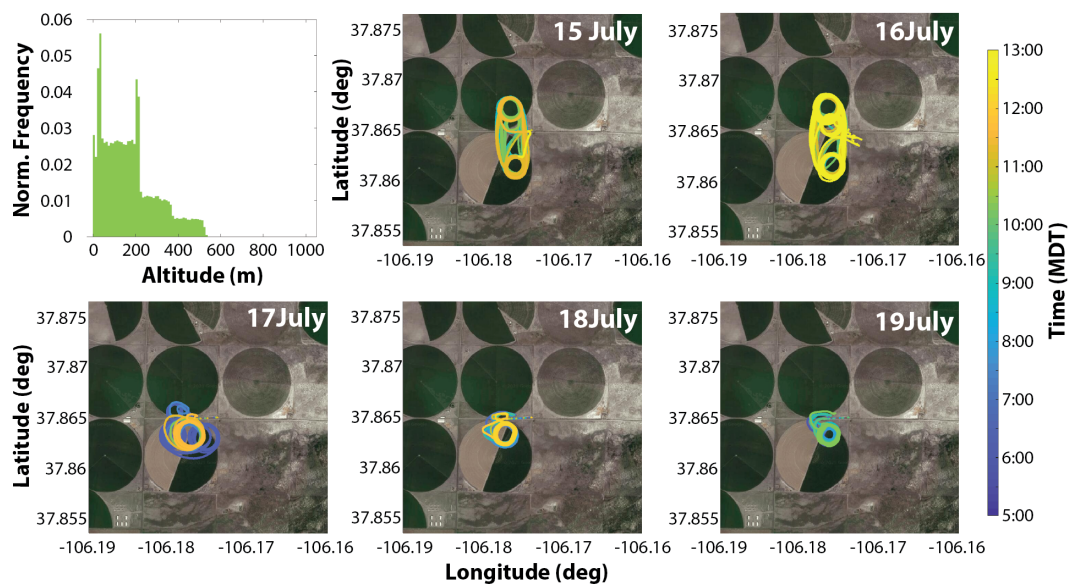 0.06
0.05
0.04
0.03
0.02
0.01
0
Norm. Frequency
0 200 400 600 800 1000
Altitude (m)
15 July
37.875
37.87
37.865
37.86
37.855
Latitude (deg)
-106.19 -106.18 -106.17 -106.16
16July
37.875
37.87
37.865
37.86
37.855
-106.19 -106.18 -106.17 -106.16
13:00
12:00
11:00
10:00
9:00
8:00
7:00
6:00
5:00
Time (MDT)
17July
37.875
37.87
37.865
37.86
37.855
Latitude (deg)
-106.19 -106.18 -106.17 -106.16
18July
37.875
37.87
37.865
37.86
37.855
-106.19 -106.18 -106.17 -106.16
Longitude (deg)
19July
37.875
37.87
37.865
37.86
37.855
-106.19 -106.18 -106.17 -106.16